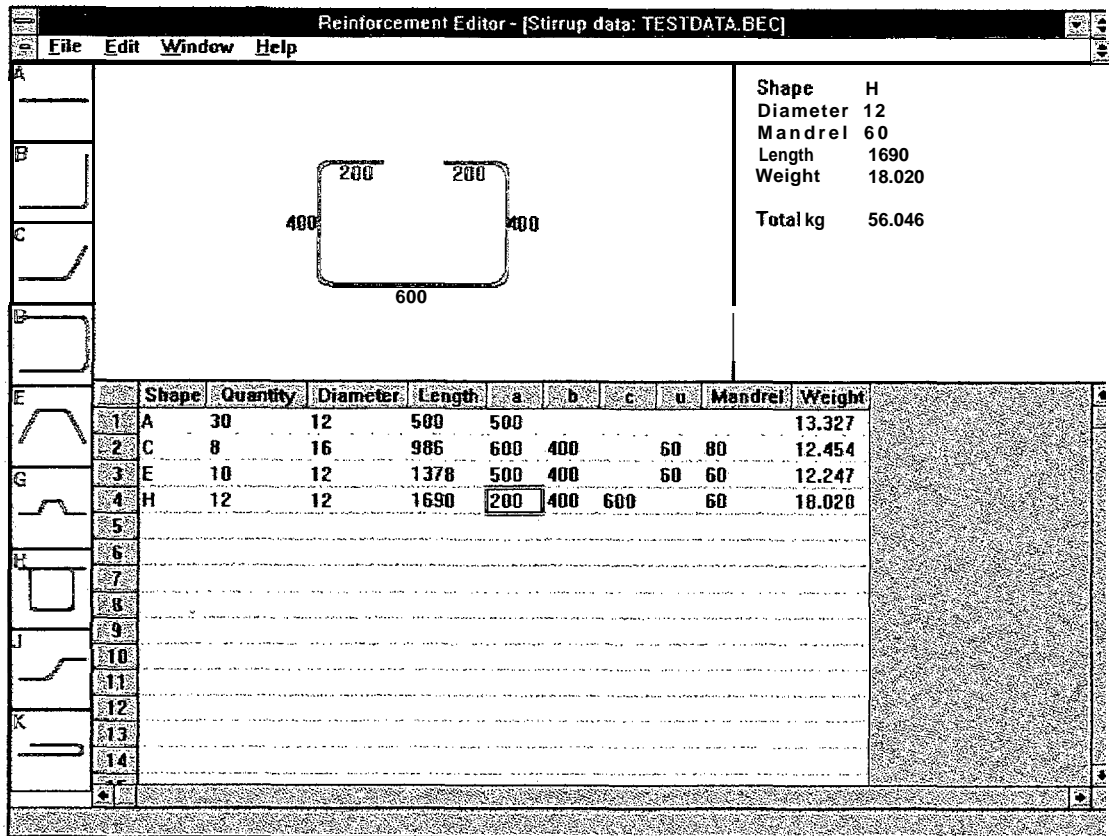 Reinforcement Editor - [Stirrup data: TESTDATA.BEC]
File Edit Window Help
A
B
C
D
E
G
H
J
K
200 200
400 400
600
Shape H
Diameter 12
Mandrel 60
Length 1690
Weight 18.020
Total kg 56.046
Shape Quantity Diameter Length a b c u Mandrel Weight
1 A 30 12 500 500 13.327
2 C 8 16 986 600 400 60 80 12.454
3 E 10 12 1378 500 400 60 60 12.247
4 H 12 12 1690 200 400 600 60 18.020
5
6
7
8
9
10
11
12
13
14